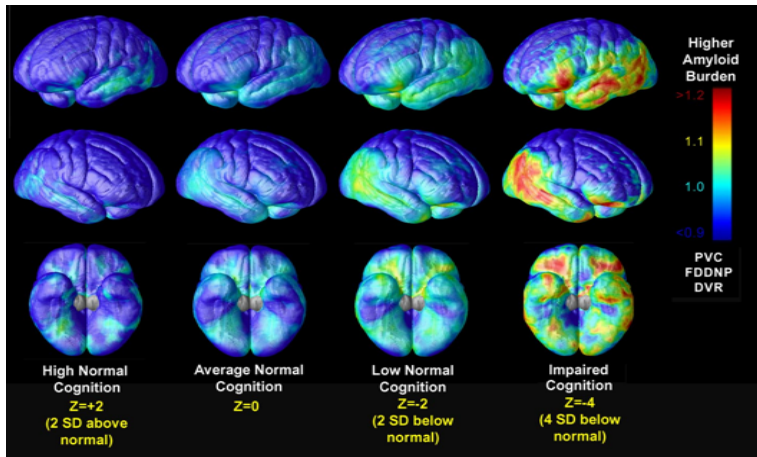 Higher
Amyloid
Burden
>1.2
1.1
1.0
<0.9
PVC
FDDNP
DVR
High Normal
Cognition
Z=+2
(2 SD above
normal)
Average Normal
Cognition
Z=0
Low Normal
Cognition
Z=-2
(2 SD below
normal)
Impaired
Cognition
Z=-4
(4 SD below
normal)